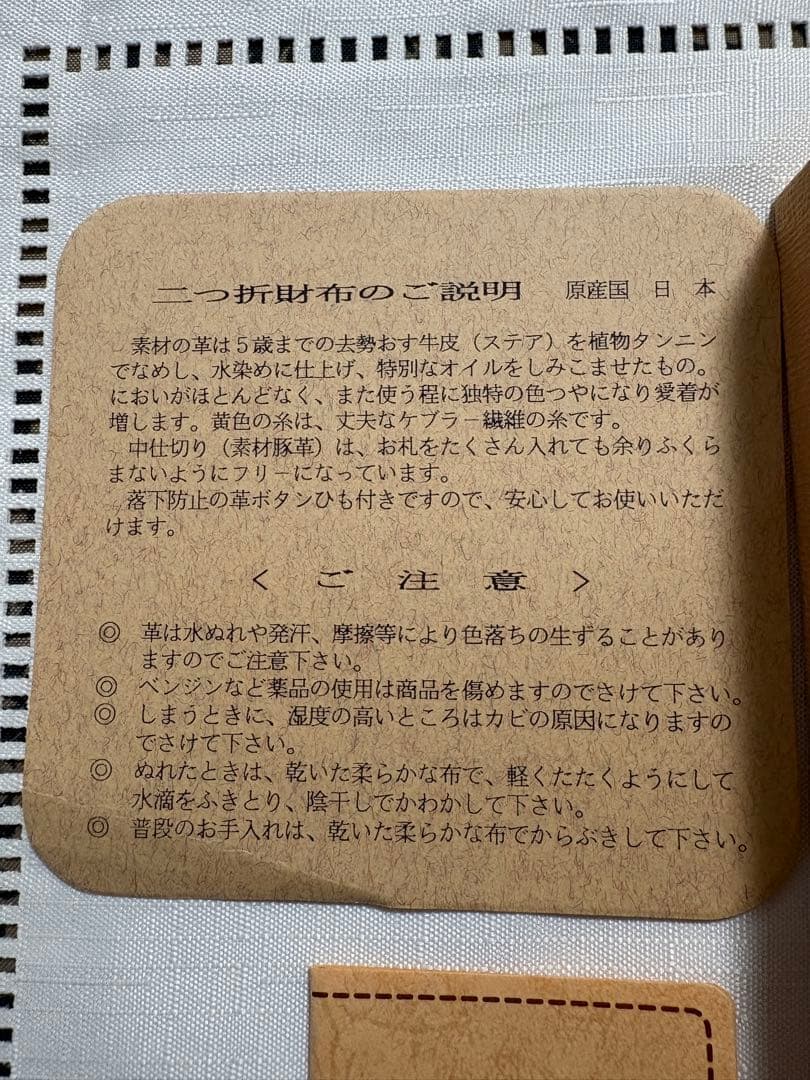 二つ折財布のご説明 原産国 日 本
素材の革は５歳までの去勢おす牛皮（ステア）を植物タンニン
でなめし、水染めに仕上げ、特別なオイルをしみこませたもの。
においがほとんどなく、また使う程に独特の色つやになり愛着が
増します。黄色の糸は、丈夫なケブラー繊維の糸です。
中仕切り（素材豚革）は、お札をたくさん入れても余りふくら
まないようにフリーになっています。
落下防止の革ボタンひも付きですので、安心してお使いいただ
けます。
＜ ご 注 意 ＞
◎ 革は水ぬれや発汗、摩擦等により色落ちの生ずることがあり
ますのでご注意下さい。
◎ ベンジンなど薬品の使用は商品を傷めますのでさけて下さい。
◎ しまうときに、湿度の高いところはカビの原因になりますの
でさけて下さい。
◎ ぬれたときは、乾いた柔らかな布で、軽くたたくようにして
水滴をふきとり、陰干しでかわかして下さい。
◎ 普段のお手入れは、乾いた柔らかな布でからぶきして下さい。